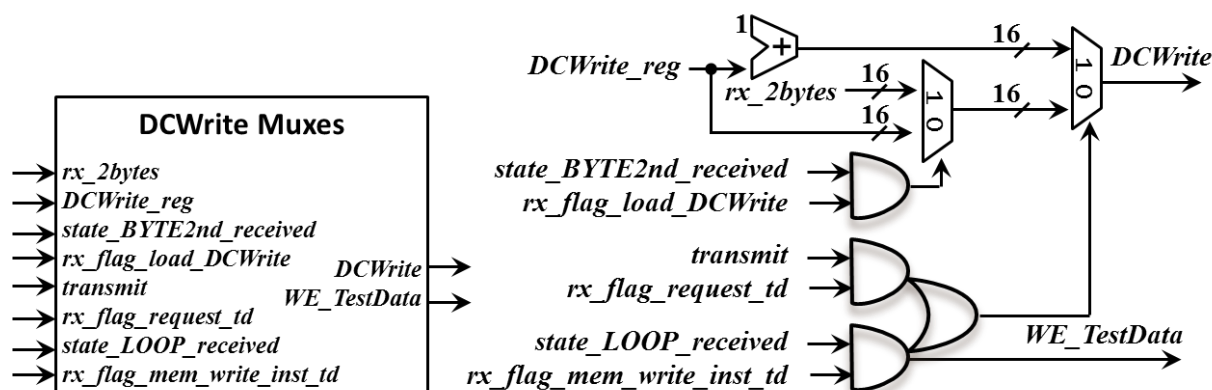 DCWrite Muxes
rx_2bytes
DCWrite_reg
state_BYTE2nd_received
rx_flag_load_DCWrite
transmit
rx_flag_request_td
state_LOOP_received
rx_flag_mem_write_inst_td
DCWrite
WE_TestData
1
+
16
DCWrite_reg
rx_2bytes
16
16
1 0
16
1 0
DCWrite
state_BYTE2nd_received
rx_flag_load_DCWrite
transmit
rx_flag_request_td
state_LOOP_received
rx_flag_mem_write_inst_td
WE_TestData